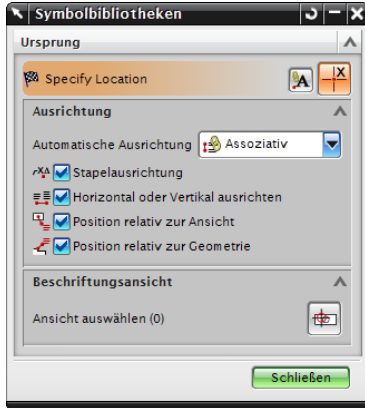 Symbolbibliotheken
Ursprung
Specify Location
A
X
Ausrichtung
Automatische Ausrichtung
Assoziativ
Stapelausrichtung
Horizontal oder Vertikal ausrichten
Position relativ zur Ansicht
Position relativ zur Geometrie
Beschriftungsansicht
Ansicht auswählen (0)
Schließen